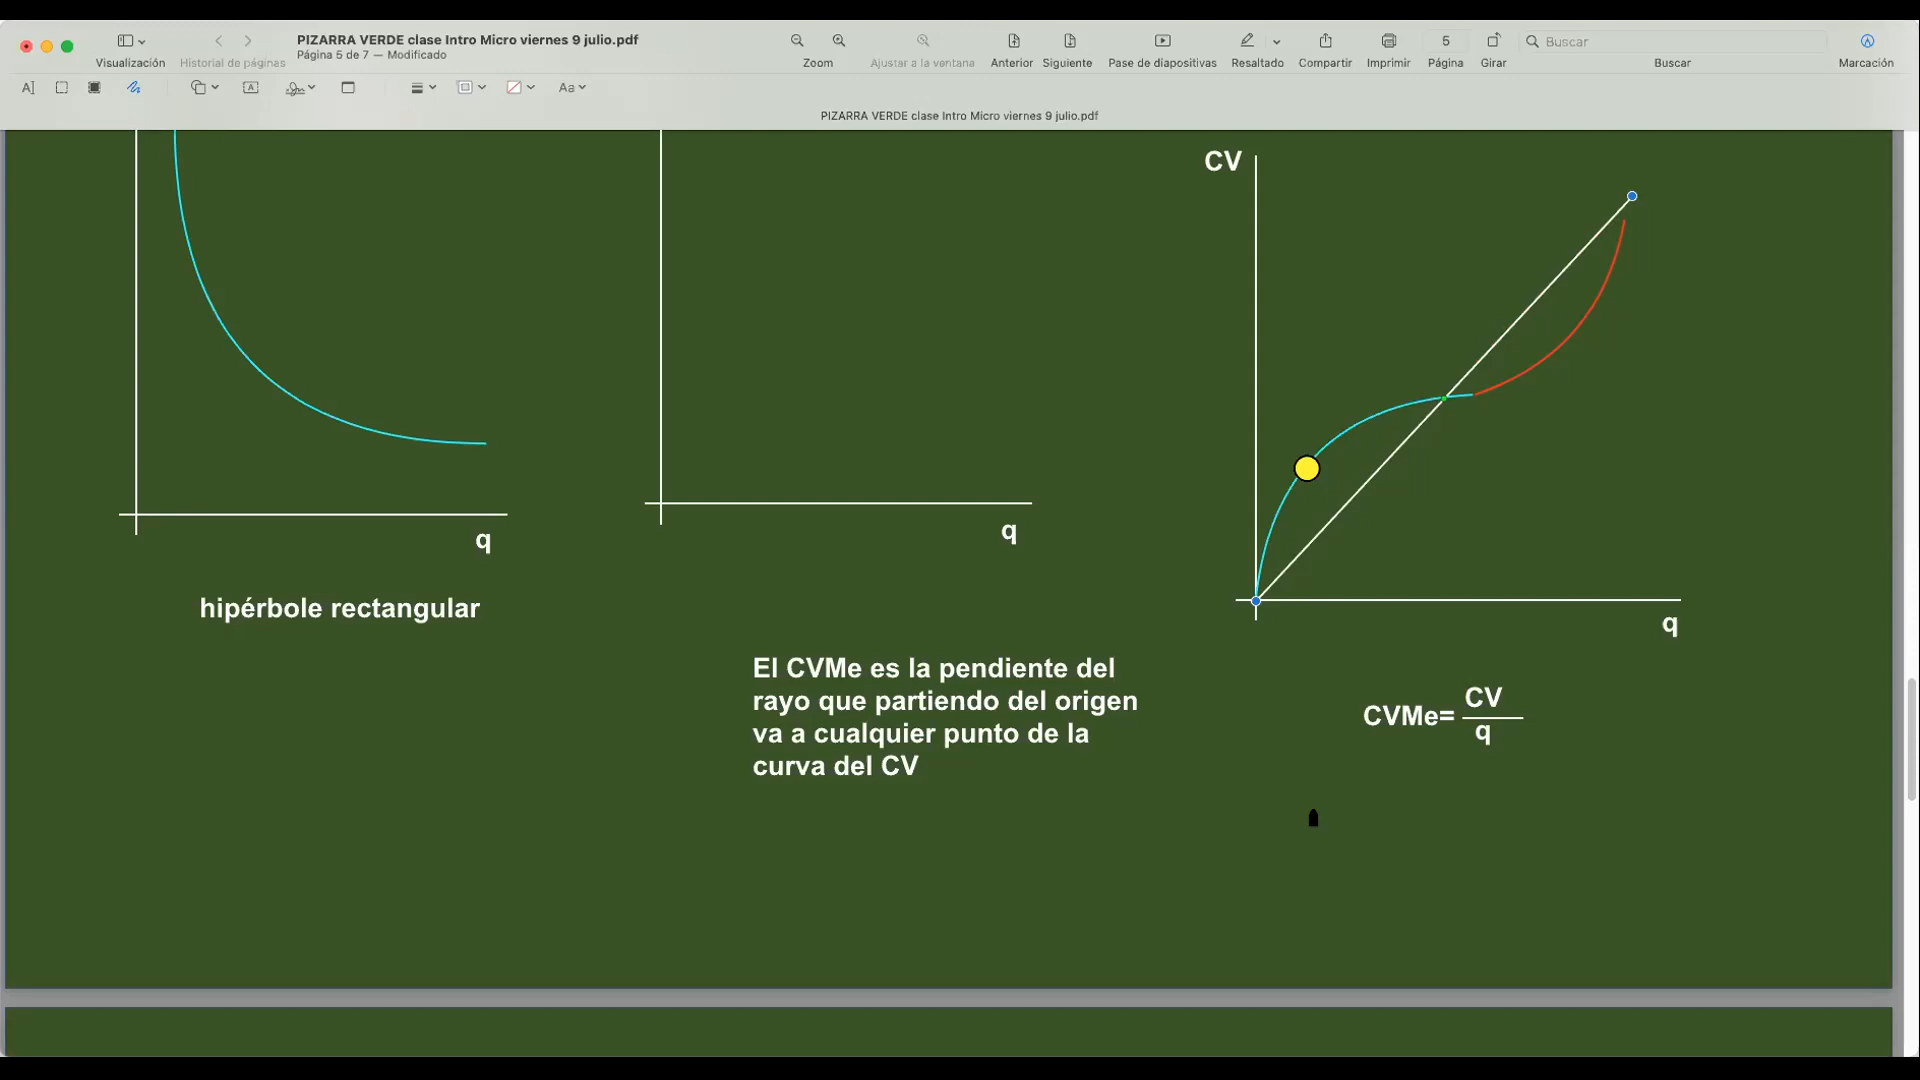 PIZARRA VERDE clase Intro Micro viernes 9 julio.pdf
Página 5 de 7 — Modificado
Visualización
Historial de páginas
Zoom
Ajustar a la ventana
Anterior
Siguiente
Pase de diapositivas
Resaltado
Compartir
Imprimir
5
Página
Girar
Buscar
Buscar
Marcación
Aa
PIZARRA VERDE clase Intro Micro viernes 9 julio.pdf
CV
q
q
q
hipérbole rectangular
El CVMe es la pendiente del
rayo que partiendo del origen
va a cualquier punto de la
curva del CV
CVMe= CV
q